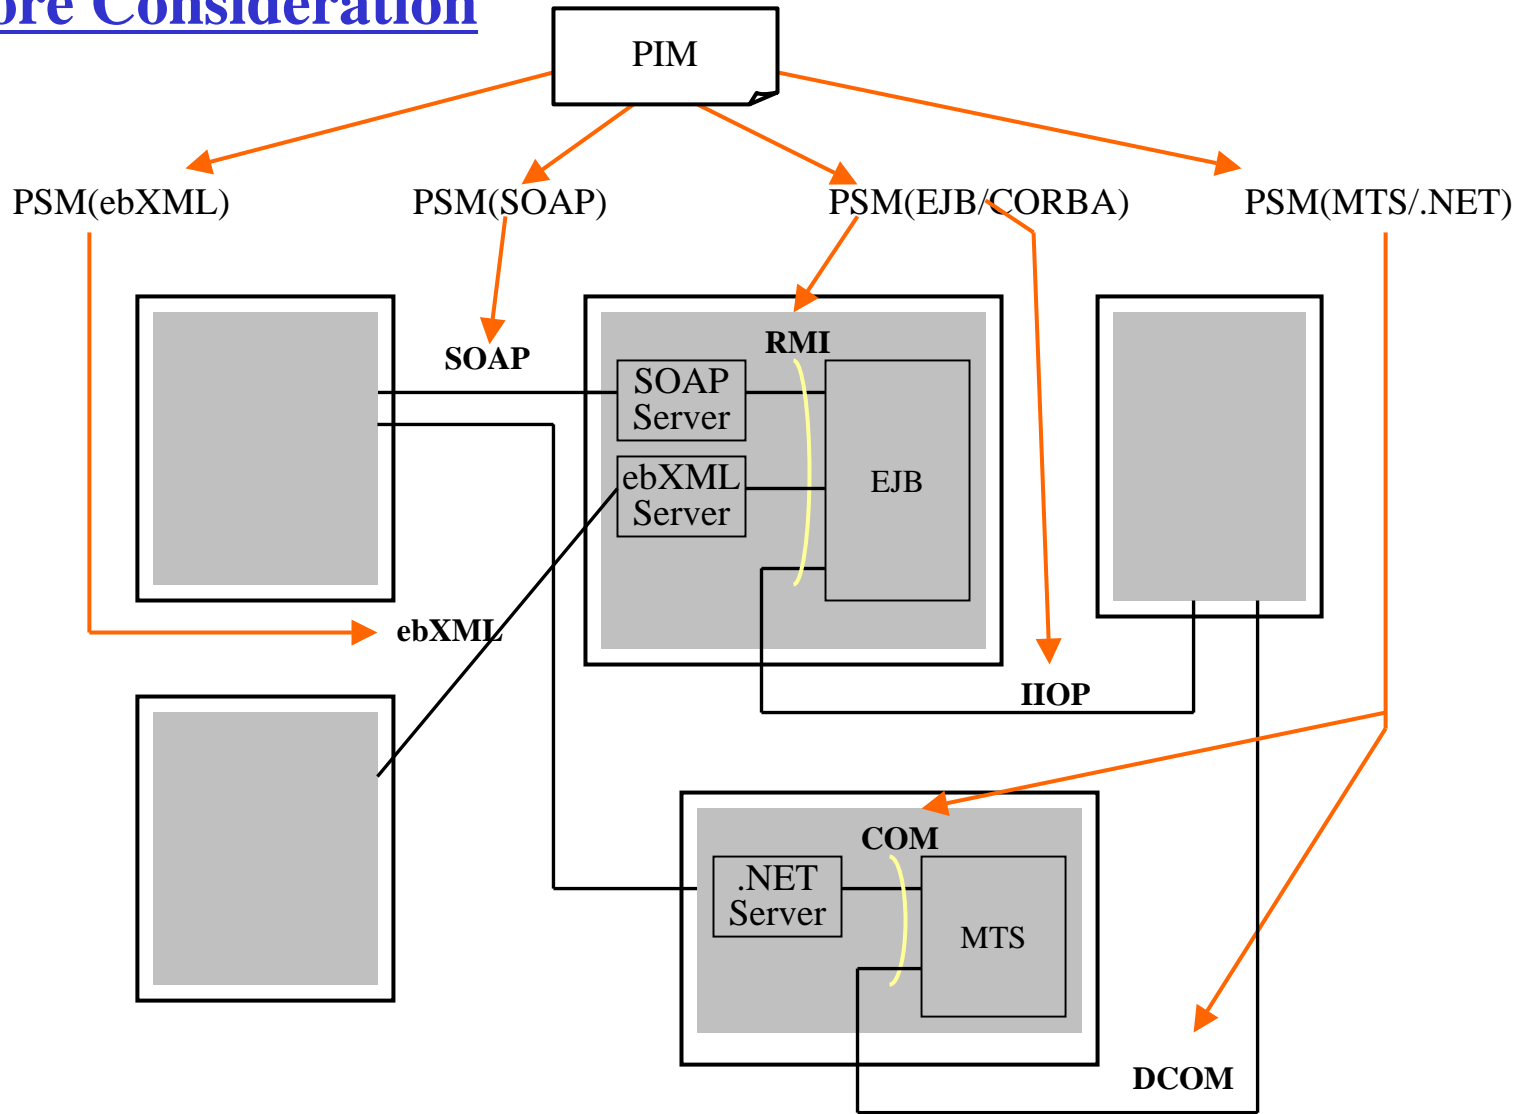 ore Consideration
PIM
PSM(ebXML)
PSM(SOAP)
PSM(EJB/CORBA)
PSM(MTS/.NET)
SOAP
RMI
SOAP
Server
ebXML
Server
EJB
ebXML
IIOP
COM
.NET
Server
MTS
DCOM